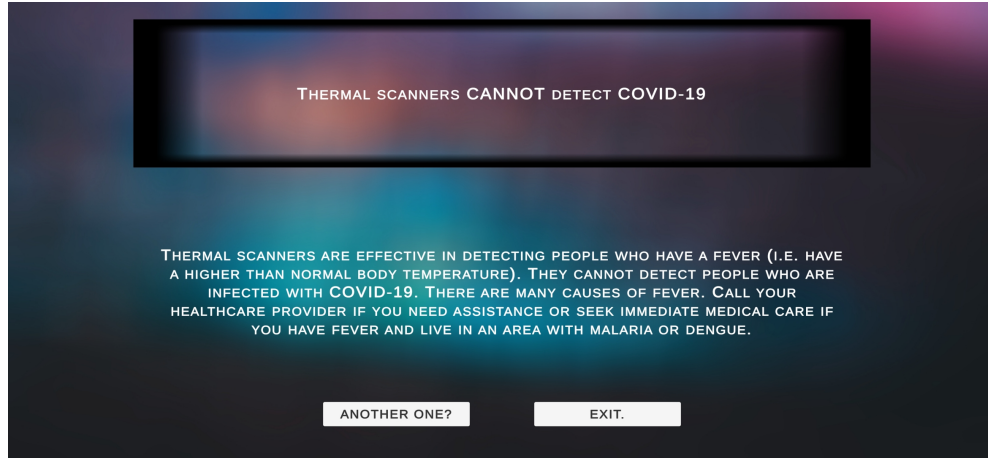 Thermal scanners CANNOT detect COVID-19
Thermal scanners are effective in detecting people who have a fever (i.e. have
a higher than normal body temperature). They cannot detect people who are
infected with COVID-19. There are many causes of fever. Call your
healthcare provider if you need assistance or seek immediate medical care if
you have fever and live in an area with malaria or dengue.
ANOTHER ONE?
EXIT.